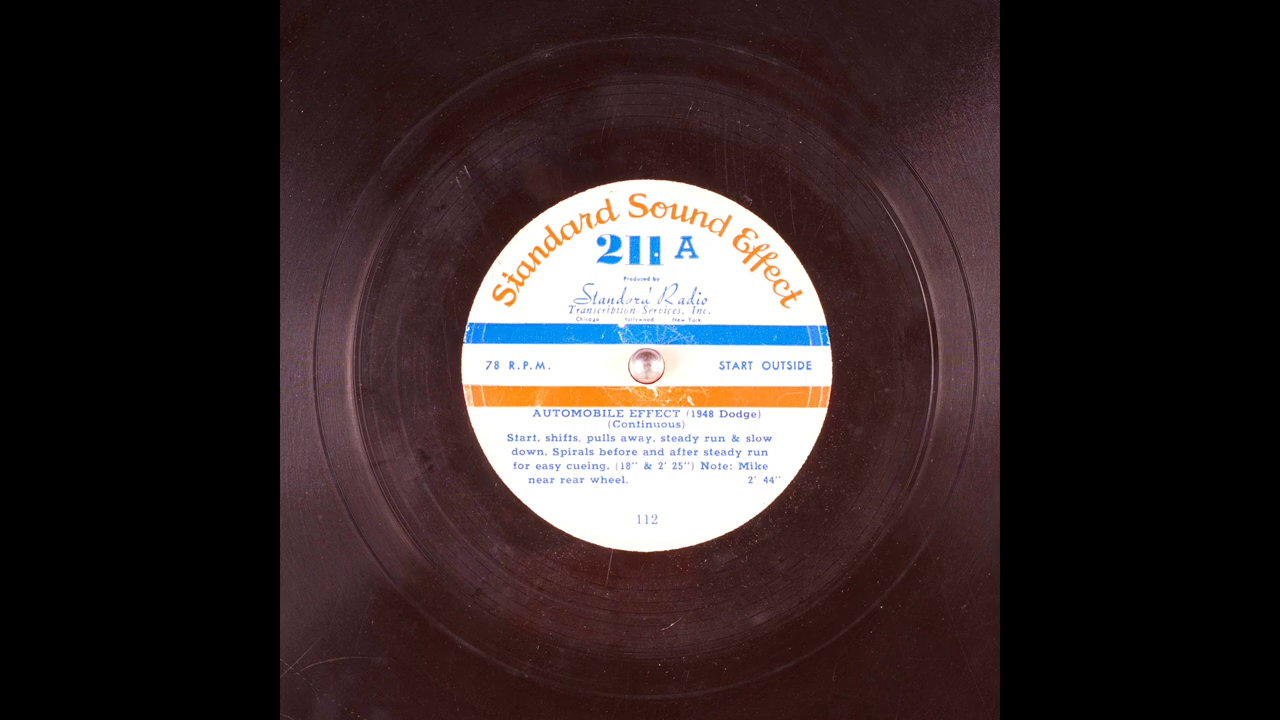 Standard Sound Effect
211 A
Produced by
Standard Radio
Transcription Services, Inc.
Chicago Hollywood New York
78 R.P.M. START OUTSIDE
AUTOMOBILE EFFECT (1948 Dodge)
(Continuous)
Start, shifts, pulls away, steady run & slow
down. Spirals before and after steady run
for easy cueing. (18" & 2' 25") Note: Mike
near rear wheel. 2' 44"
112